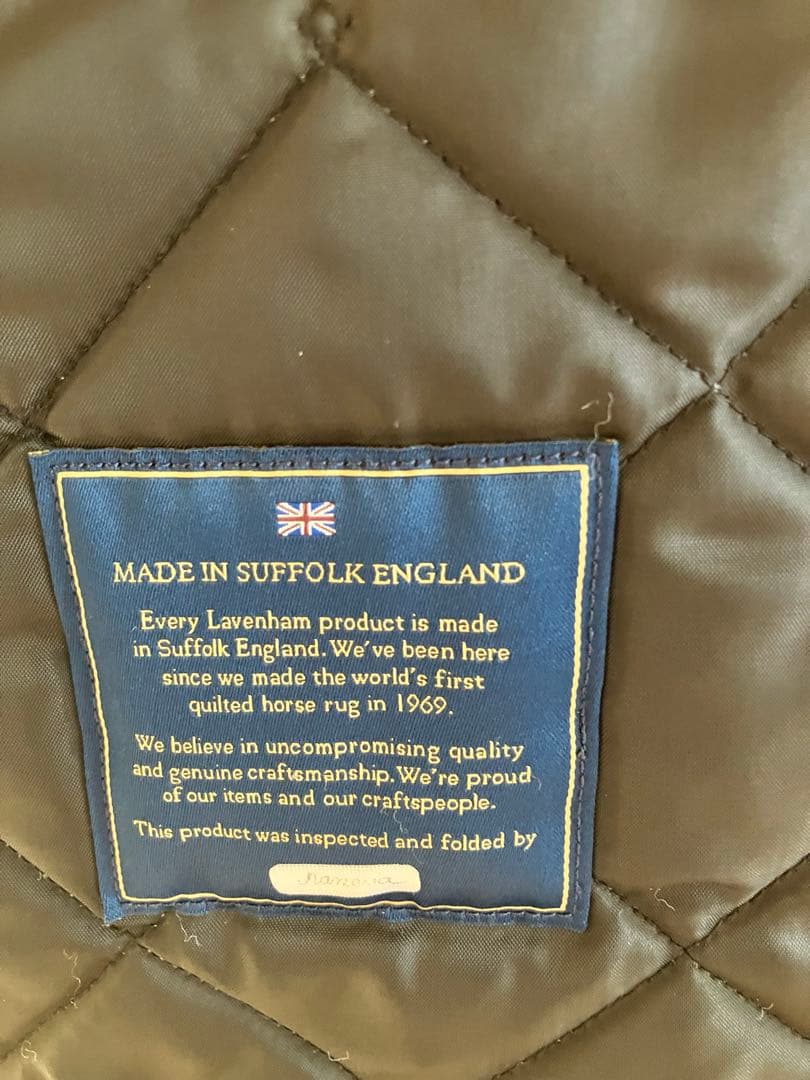 MADE IN SUFFOLK ENGLAND
Every Lavenham product is made
in Suffolk England. We've been here
since we made the world's first
quilted horse rug in 1969.
We believe in uncompromising quality
and genuine craftsmanship. We're proud
of our items and our craftspeople.
This product was inspected and folded by